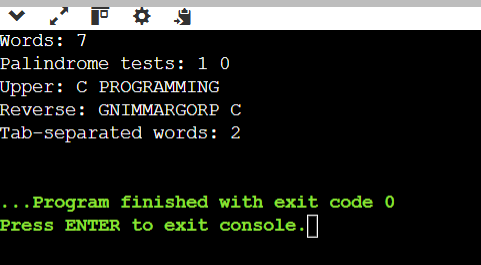 Words: 7
Palindrome tests: 1 0
Upper: C PROGRAMMING
Reverse: GNIMMARGORP C
Tab-separated words: 2
...Program finished with exit code 0
Press ENTER to exit console.